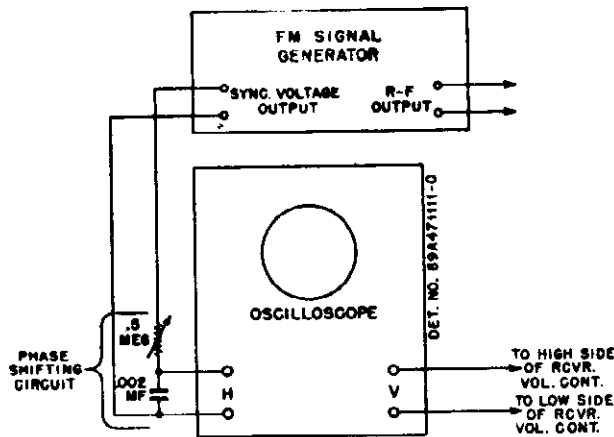 FM SIGNAL
GENERATOR
SYNC. VOLTAGE
OUTPUT
R-F
OUTPUT
DET. NO. 89A471111-0
OSCILLOSCOPE
.5
MEG
PHASE
SHIFTING
CIRCUIT
.002
MF
H
V
TO HIGH SIDE
OF RCVR.
VOL. CONT.
TO LOW SIDE
OF RCVR.
VOL. CONT.